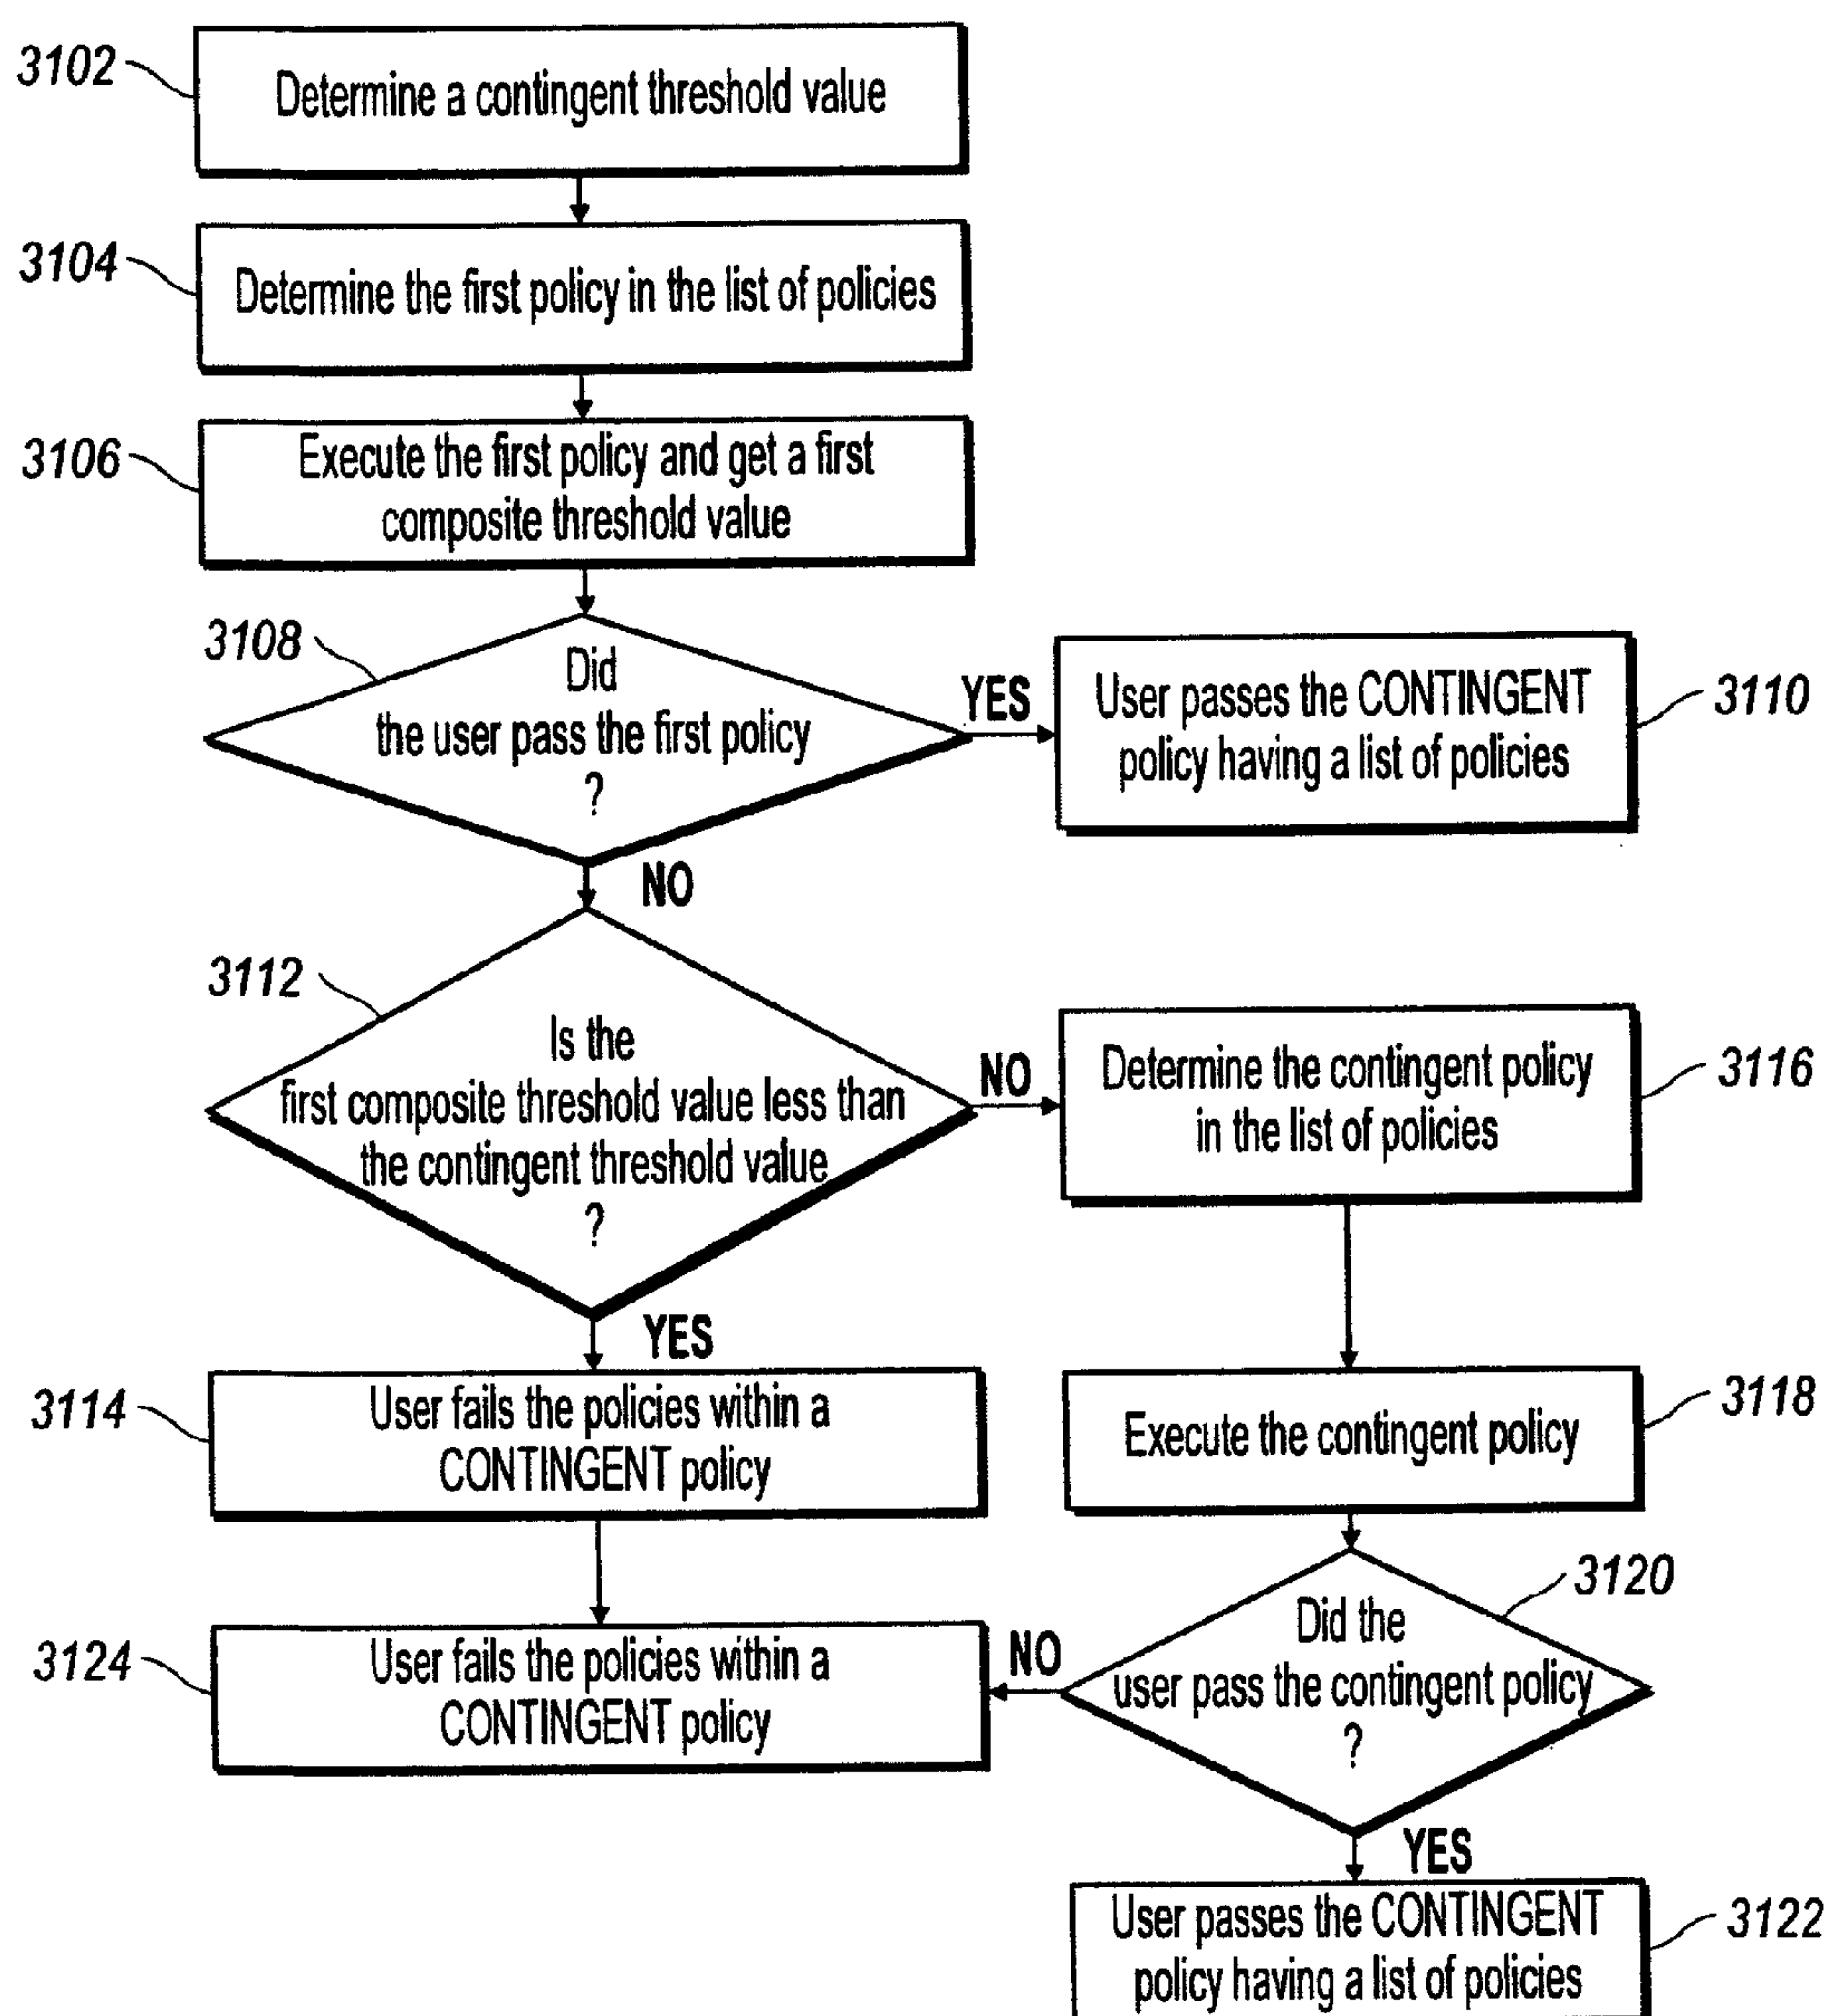 3102
Determine a contingent threshold value
3104
Determine the first policy in the list of policies
3106
Execute the first policy and get a first
composite threshold value
3108
Did
the user pass the first policy
?
YES
User passes the CONTINGENT
policy having a list of policies
3110
NO
3112
Is the
first composite threshold value less than
the contingent threshold value
?
NO
Determine the contingent policy
in the list of policies
3116
YES
3114
User fails the policies within a
CONTINGENT policy
Execute the contingent policy
3118
3124
User fails the policies within a
CONTINGENT policy
NO
3120
Did the
user pass the contingent policy
?
YES
User passes the CONTINGENT
policy having a list of policies
3122